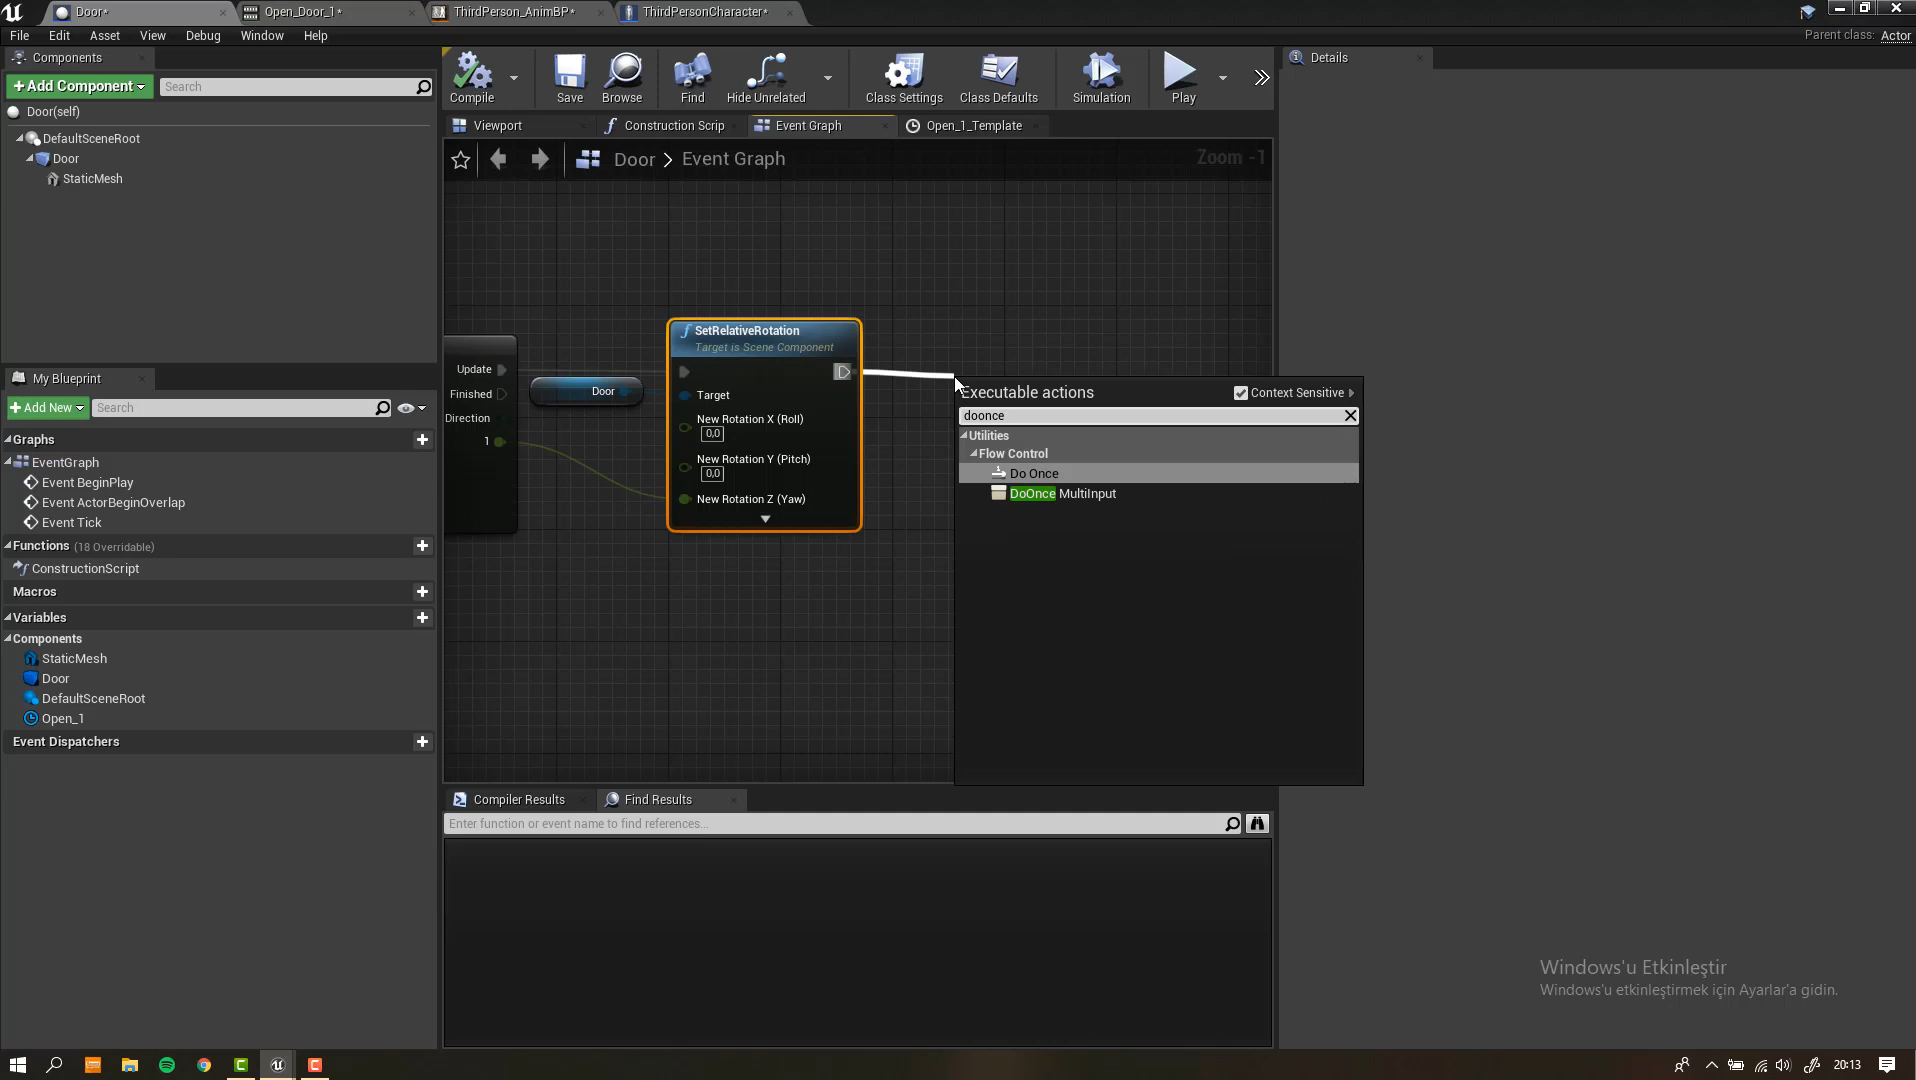 Door*
Open_Door_1*
ThirdPerson_AnimBP*
ThirdPersonCharacter*
File
Edit
Asset
View
Debug
Window
Help
Parent class: Actor
Components
+ Add Component
Search
Door(self)
DefaultSceneRoot
Door
StaticMesh
Compile
Save
Browse
Find
Hide Unrelated
Class Settings
Class Defaults
Simulation
Play
Details
Viewport
Construction Scrip
Event Graph
Open_1_Template
Door > Event Graph
Zoom -1
Update
Finished
Direction
1
Door
SetRelativeRotation
Target is Scene Component
Target
New Rotation X (Roll)
0,0
New Rotation Y (Pitch)
0,0
New Rotation Z (Yaw)
Executable actions
Context Sensitive
doonce
Utilities
Flow Control
Do Once
DoOnce MultiInput
My Blueprint
+ Add New
Search
Graphs
EventGraph
Event BeginPlay
Event ActorBeginOverlap
Event Tick
Functions (18 Overridable)
ConstructionScript
Macros
Variables
Components
StaticMesh
Door
DefaultSceneRoot
Open_1
Event Dispatchers
Compiler Results
Find Results
Enter function or event name to find references...
Windows'u Etkinleştir
Windows'u etkinleştirmek için Ayarlar'a gidin.
20:13